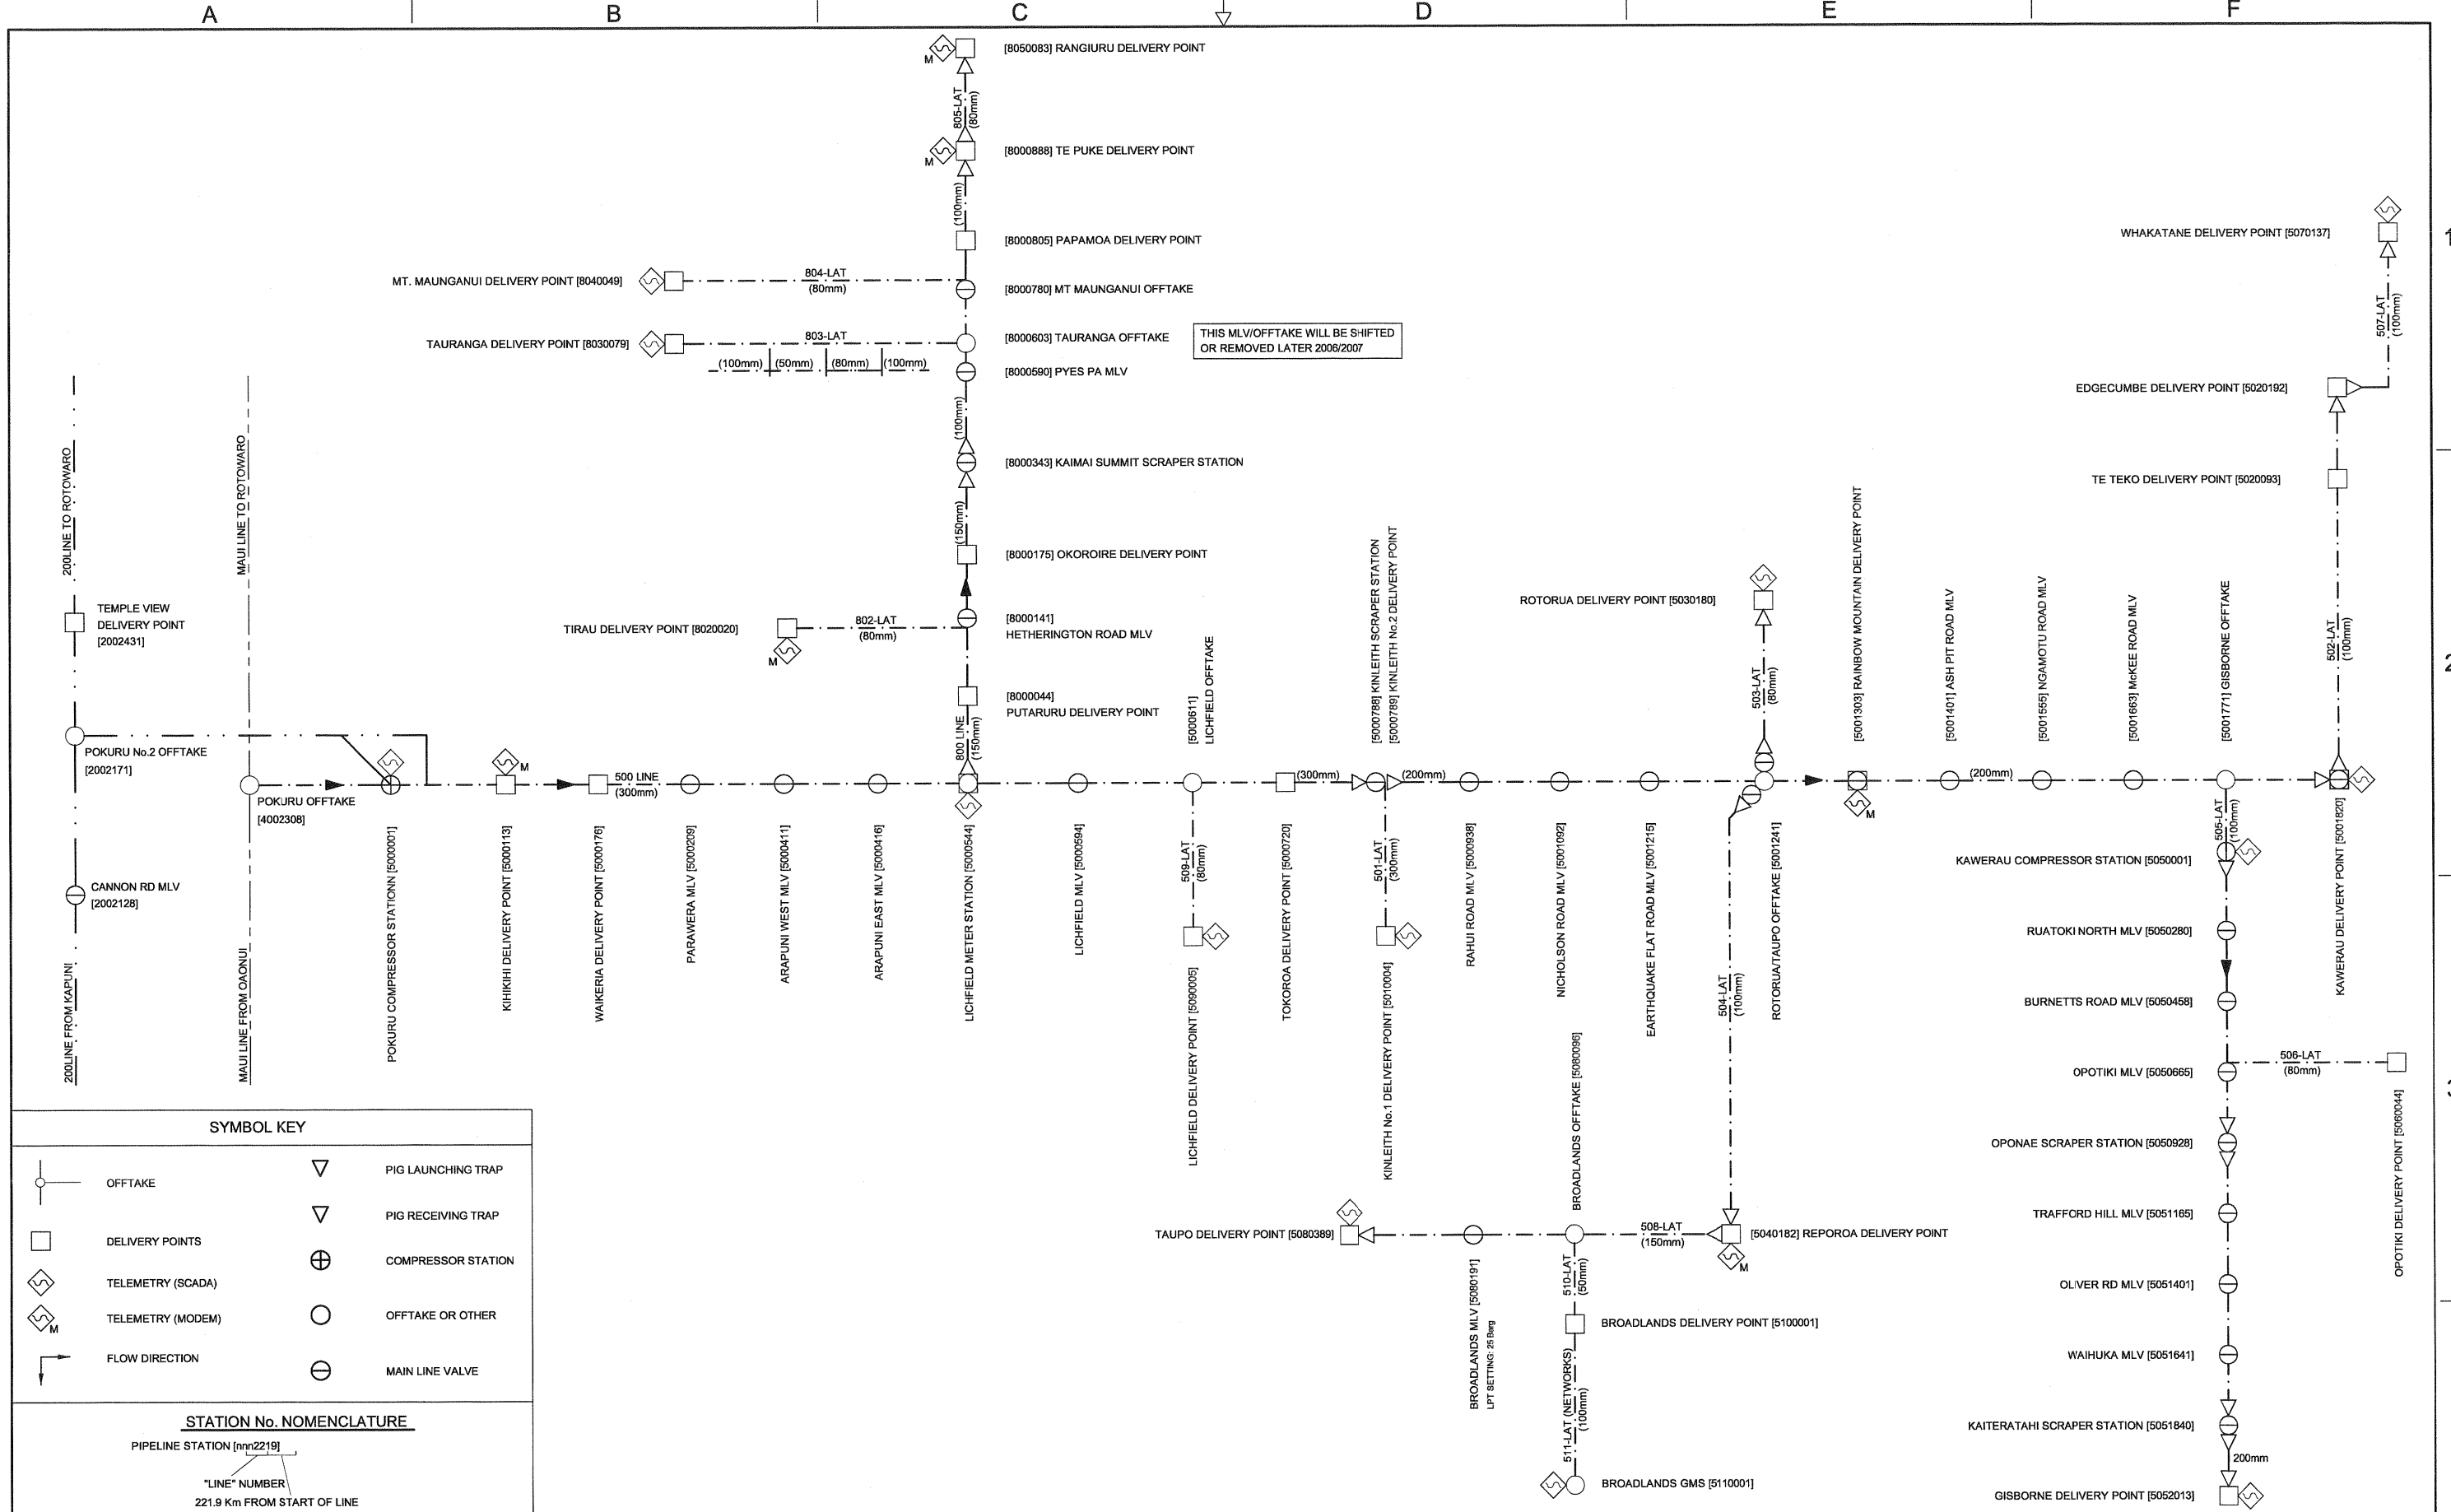 A
B
C
D
E
F
[8050083] RANGIURU DELIVERY POINT
M
805-LAT
(80mm)
[8000888] TE PUKE DELIVERY POINT
M
(100mm)
[8000805] PAPAMOA DELIVERY POINT
WHAKATANE DELIVERY POINT [5070137]
1
MT. MAUNGANUI DELIVERY POINT [8040049]
804-LAT
(80mm)
[8000780] MT MAUNGANUI OFFTAKE
507-LAT
(100mm)
TAURANGA DELIVERY POINT [8030079]
803-LAT
(100mm)
(50mm)
(80mm)
(100mm)
[8000603] TAURANGA OFFTAKE
THIS MLV/OFFTAKE WILL BE SHIFTED
OR REMOVED LATER 2006/2007
[8000590] PYES PA MLV
EDGECUMBE DELIVERY POINT [5020192]
(100mm)
[8000343] KAIMAI SUMMIT SCRAPER STATION
TE TEKO DELIVERY POINT [5020093]
200LINE TO ROTOWARO
MAUI LINE TO ROTOWARO
(150mm)
[8000175] OKOROIRE DELIVERY POINT
TEMPLE VIEW
DELIVERY POINT
[2002431]
TIRAU DELIVERY POINT [8020020]
M
802-LAT
(80mm)
[8000141]
HETHERINGTON ROAD MLV
[8000044]
PUTARURU DELIVERY POINT
800 LINE
(150mm)
[5000611]
LICHFIELD OFFTAKE
[5000788] KINLEITH SCRAPER STATION
[5000789] KINLEITH No.2 DELIVERY POINT
ROTORUA DELIVERY POINT [5030180]
503-LAT
(80mm)
[5001303] RAINBOW MOUNTAIN DELIVERY POINT
[5001401] ASH PIT ROAD MLV
[5001555] NGAMOTU ROAD MLV
[5001663] McKEE ROAD MLV
[5001771] GISBORNE OFFTAKE
502-LAT
(100mm)
2
POKURU No.2 OFFTAKE
[2002171]
POKURU OFFTAKE
[4002308]
M
500 LINE
(300mm)
(300mm)
(200mm)
(200mm)
M
CANNON RD MLV
[2002128]
200LINE FROM KAPUNI
MAUI LINE FROM OAONUI
POKURU COMPRESSOR STATIONN [5000001]
KIHIKIHI DELIVERY POINT [5000113]
WAIKERIA DELIVERY POINT [5000176]
PARAWERA MLV [5000209]
ARAPUNI WEST MLV [5000411]
ARAPUNI EAST MLV [5000416]
LICHFIELD METER STATION [5000544]
LICHFIELD MLV [5000594]
509-LAT
(80mm)
LICHFIELD DELIVERY POINT [5090005]
TOKOROA DELIVERY POINT [5000720]
501-LAT
(300mm)
KINLEITH No.1 DELIVERY POINT [5010004]
RAHUI ROAD MLV [5000938]
NICHOLSON ROAD MLV [5001092]
EARTHQUAKE FLAT ROAD MLV [5001215]
504-LAT
(100mm)
ROTORUA/TAUPO OFFTAKE [5001241]
505-LAT
(100mm)
KAWERAU DELIVERY POINT [5001820]
KAWERAU COMPRESSOR STATION [5050001]
RUATOKI NORTH MLV [5050280]
BURNETTS ROAD MLV [5050458]
OPOTIKI MLV [5050665]
506-LAT
(80mm)
OPOTIKI DELIVERY POINT [5060044]
OPONAE SCRAPER STATION [5050928]
TRAFFORD HILL MLV [5051165]
OLIVER RD MLV [5051401]
WAIHUKA MLV [5051641]
KAITERATAHI SCRAPER STATION [5051840]
200mm
GISBORNE DELIVERY POINT [5052013]
BROADLANDS OFFTAKE [5080096]
TAUPO DELIVERY POINT [5080389]
508-LAT
(150mm)
[5040182] REPOROA DELIVERY POINT
M
BROADLANDS MLV [5080191]
LPT SETTING: 25 Barg
510-LAT
(50mm)
BROADLANDS DELIVERY POINT [5100001]
511-LAT (NETWORKS)
(100mm)
BROADLANDS GMS [5110001]
SYMBOL KEY
OFFTAKE
PIG LAUNCHING TRAP
PIG RECEIVING TRAP
DELIVERY POINTS
COMPRESSOR STATION
TELEMETRY (SCADA)
TELEMETRY (MODEM)
M
OFFTAKE OR OTHER
FLOW DIRECTION
MAIN LINE VALVE
STATION No. NOMENCLATURE
PIPELINE STATION [nnn2219]
"LINE" NUMBER
221.9 Km FROM START OF LINE